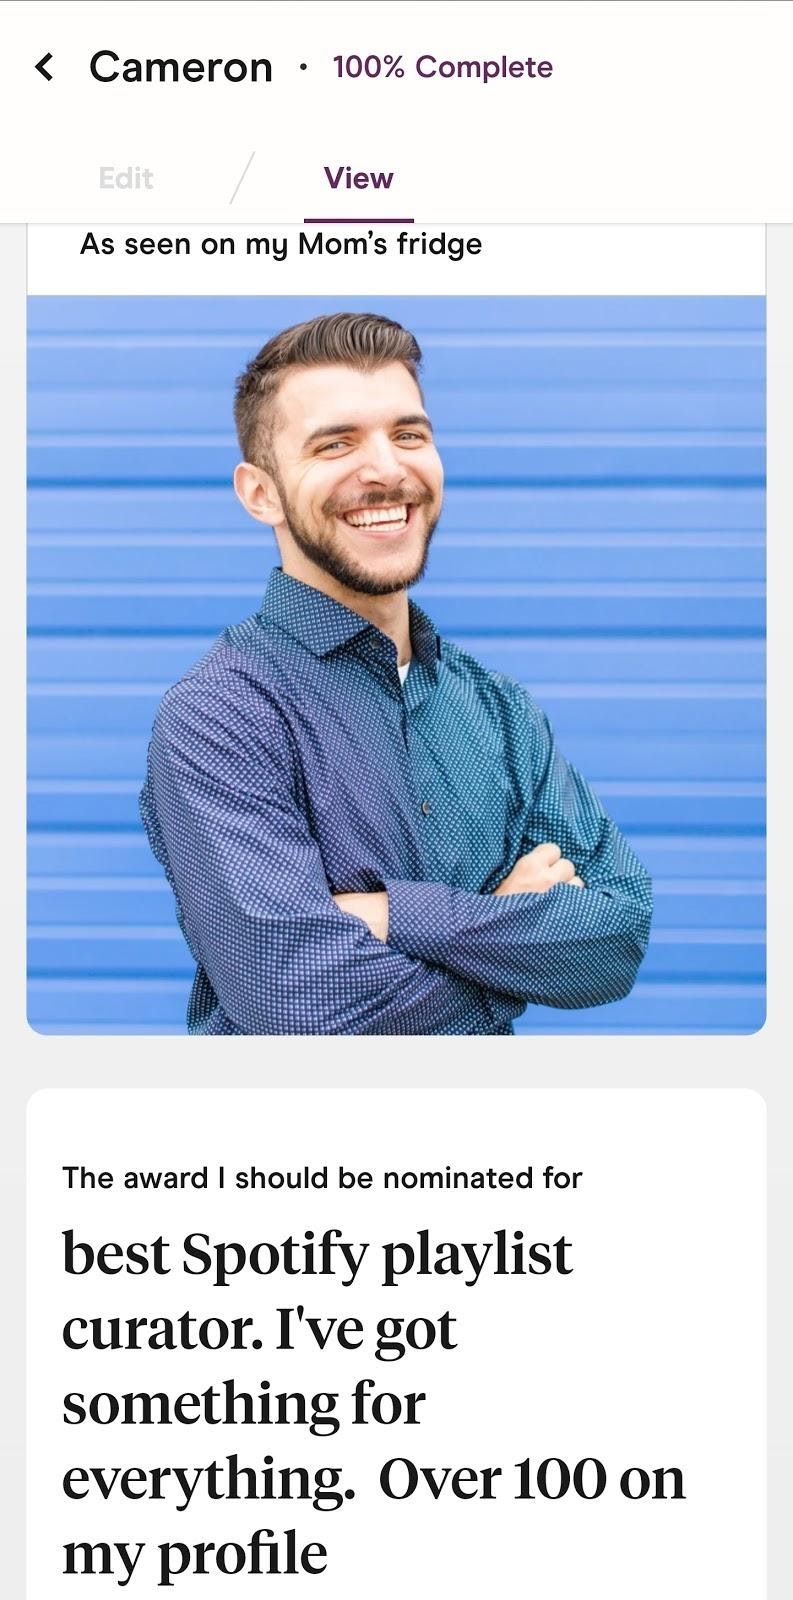 Cameron · 100% Complete
Edit / View
As seen on my Mom’s fridge
The award I should be nominated for
best Spotify playlist
curator. I've got
something for
everything.  Over 100 on
my profile